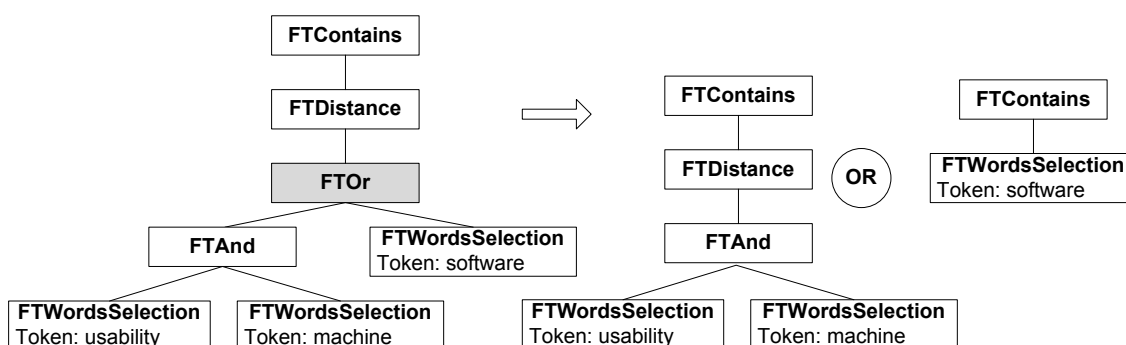 FTContains
FTDistance
FTOr
FTAnd
FTWordsSelection
Token: software
FTWordsSelection
Token: usability
FTWordsSelection
Token: machine
FTContains
FTDistance
FTAnd
FTWordsSelection
Token: usability
FTWordsSelection
Token: machine
OR
FTContains
FTWordsSelection
Token: software